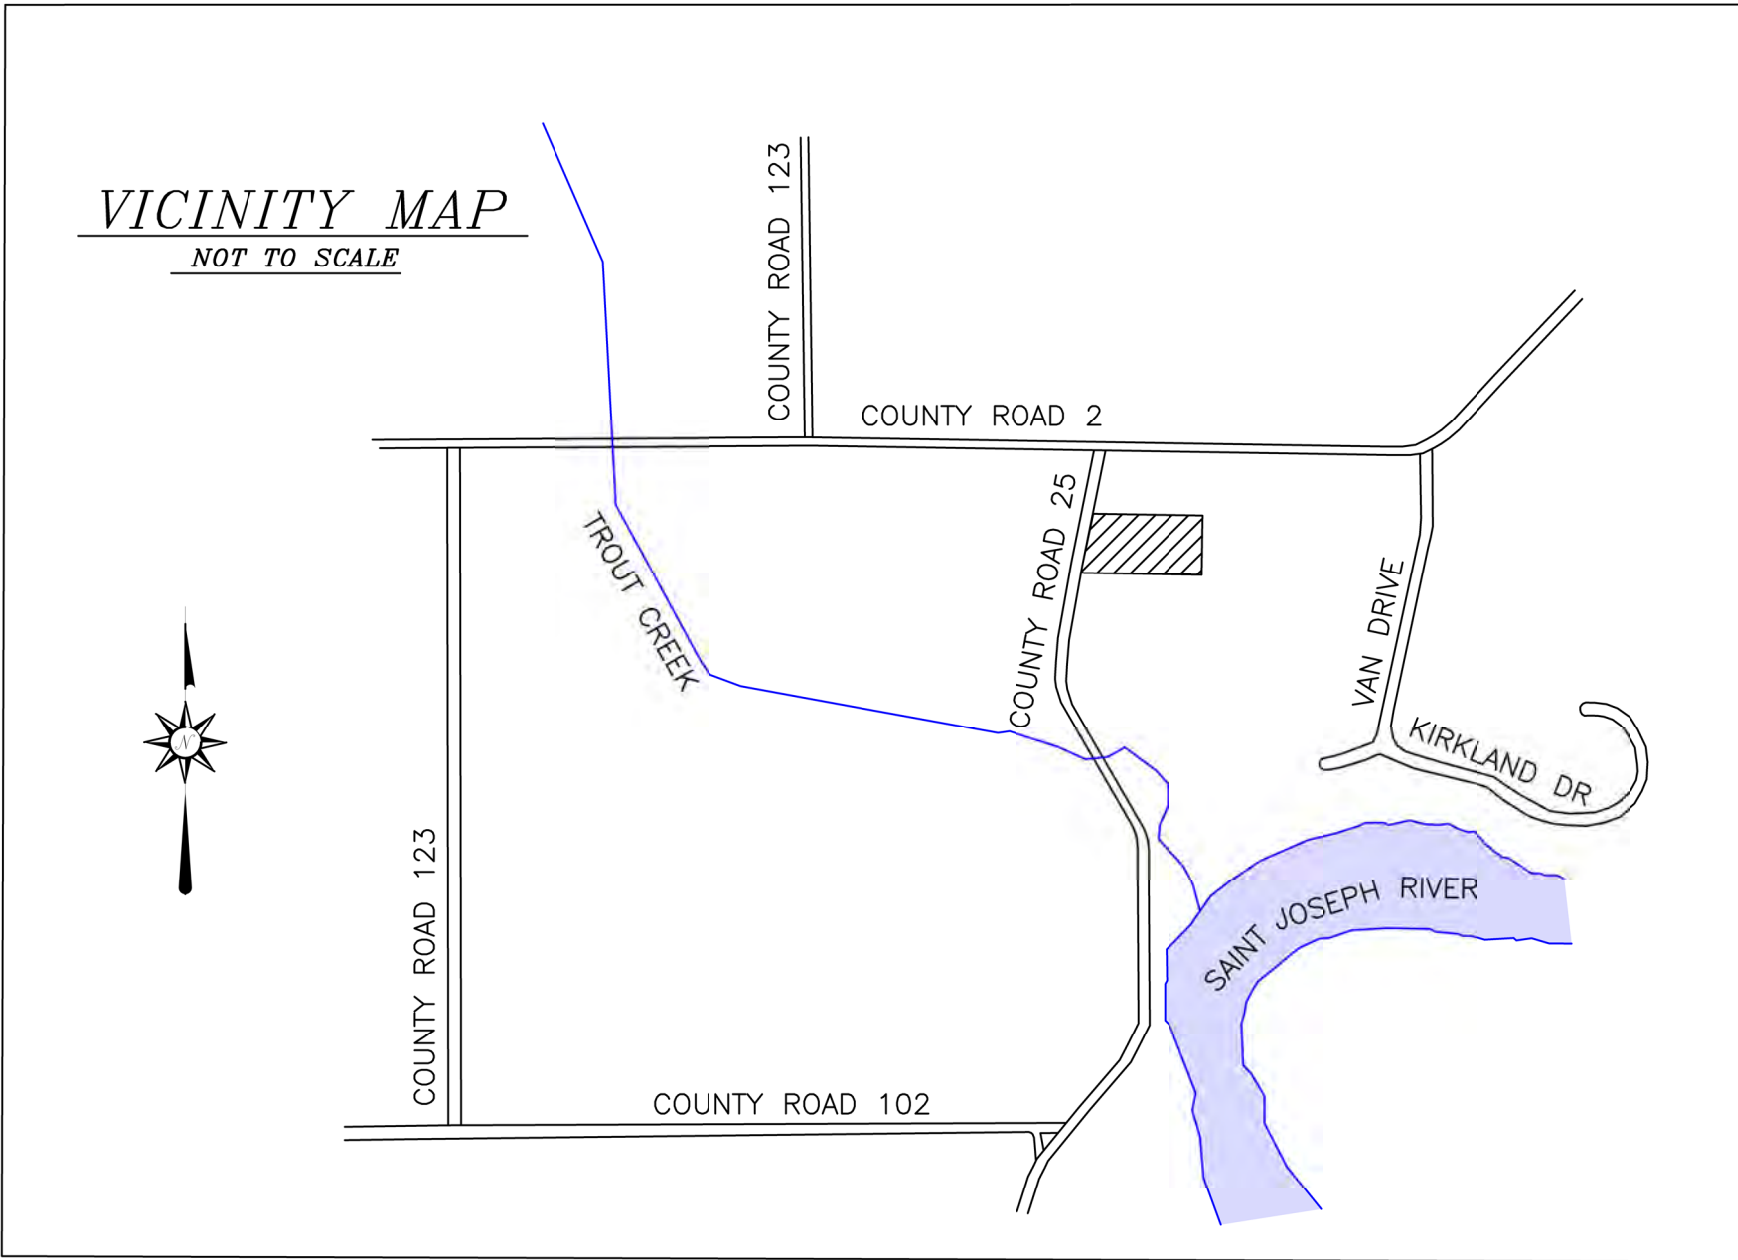 VICINITY MAP
NOT TO SCALE
COUNTY ROAD 123
COUNTY ROAD 2
COUNTY ROAD 25
TROUT CREEK
VAN DRIVE
KIRKLAND DR
N
COUNTY ROAD 123
SAINT JOSEPH RIVER
COUNTY ROAD 102